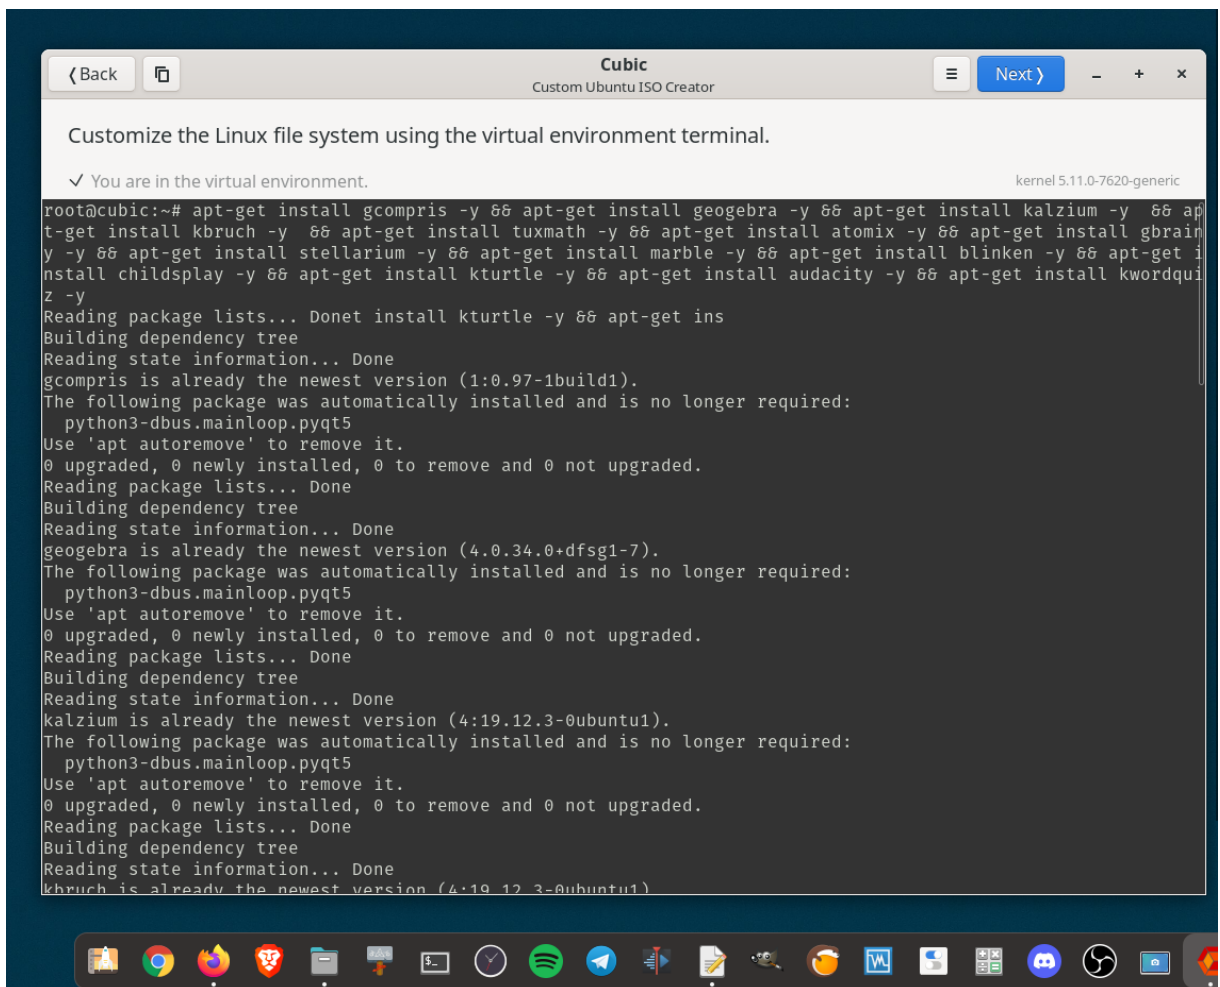 ❬Back
Cubic
Custom Ubuntu ISO Creator
Next❭
Customize the Linux file system using the virtual environment terminal.
✓ You are in the virtual environment.
kernel 5.11.0-7620-generic
root@cubic:~# apt-get install gcompris -y && apt-get install geogebra -y && apt-get install kalzium -y  && ap
t-get install kbruch -y  && apt-get install tuxmath -y && apt-get install atomix -y && apt-get install gbrain
y -y && apt-get install stellarium -y && apt-get install marble -y && apt-get install blinken -y && apt-get i
nstall childsplay -y && apt-get install kturtle -y && apt-get install audacity -y && apt-get install kwordqui
z -y
Reading package lists... Donet install kturtle -y && apt-get ins
Building dependency tree
Reading state information... Done
gcompris is already the newest version (1:0.97-1build1).
The following package was automatically installed and is no longer required:
  python3-dbus.mainloop.pyqt5
Use 'apt autoremove' to remove it.
0 upgraded, 0 newly installed, 0 to remove and 0 not upgraded.
Reading package lists... Done
Building dependency tree
Reading state information... Done
geogebra is already the newest version (4.0.34.0+dfsg1-7).
The following package was automatically installed and is no longer required:
  python3-dbus.mainloop.pyqt5
Use 'apt autoremove' to remove it.
0 upgraded, 0 newly installed, 0 to remove and 0 not upgraded.
Reading package lists... Done
Building dependency tree
Reading state information... Done
kalzium is already the newest version (4:19.12.3-0ubuntu1).
The following package was automatically installed and is no longer required:
  python3-dbus.mainloop.pyqt5
Use 'apt autoremove' to remove it.
0 upgraded, 0 newly installed, 0 to remove and 0 not upgraded.
Reading package lists... Done
Building dependency tree
Reading state information... Done
kbruch is already the newest version (4:19.12.3-0ubuntu1)